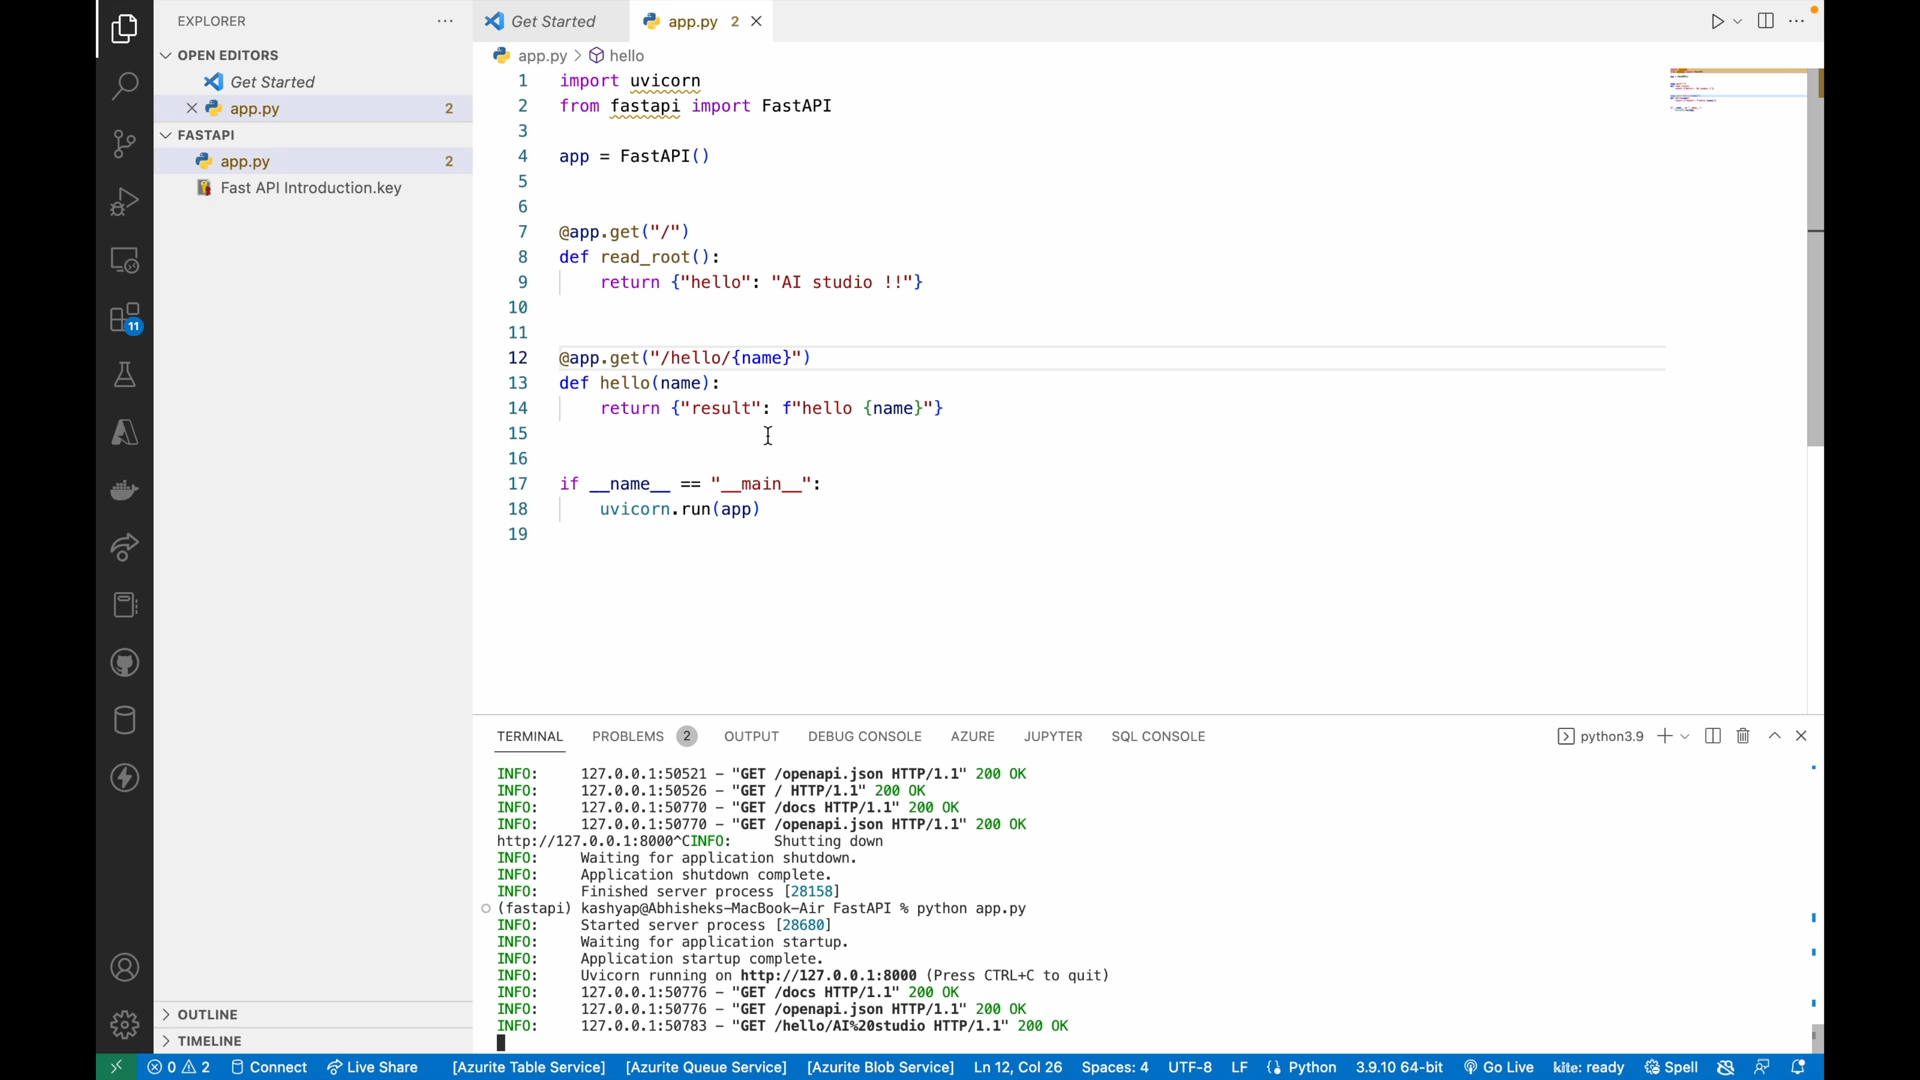 EXPLORER
OPEN EDITORS
Get Started
app.py 2
FASTAPI
app.py 2
Fast API Introduction.key
OUTLINE
TIMELINE
11
Get Started
app.py 2
app.py > hello
1 import uvicorn
2 from fastapi import FastAPI
3
4 app = FastAPI()
5
6
7 @app.get("/")
8 def read_root():
9 return {"hello": "AI studio !!"}
10
11
12 @app.get("/hello/{name}")
13 def hello(name):
14 return {"result": f"hello {name}"}
15
16
17 if __name__ == "__main__":
18 uvicorn.run(app)
19
TERMINAL PROBLEMS 2 OUTPUT DEBUG CONSOLE AZURE JUPYTER SQL CONSOLE python3.9
INFO: 127.0.0.1:50521 – "GET /openapi.json HTTP/1.1" 200 OK
INFO: 127.0.0.1:50526 – "GET / HTTP/1.1" 200 OK
INFO: 127.0.0.1:50770 – "GET /docs HTTP/1.1" 200 OK
INFO: 127.0.0.1:50770 – "GET /openapi.json HTTP/1.1" 200 OK
http://127.0.0.1:8000^CINFO: Shutting down
INFO: Waiting for application shutdown.
INFO: Application shutdown complete.
INFO: Finished server process [28158]
(fastapi) kashyap@Abhisheks–MacBook–Air FastAPI % python app.py
INFO: Started server process [28680]
INFO: Waiting for application startup.
INFO: Application startup complete.
INFO: Uvicorn running on http://127.0.0.1:8000 (Press CTRL+C to quit)
INFO: 127.0.0.1:50776 – "GET /docs HTTP/1.1" 200 OK
INFO: 127.0.0.1:50776 – "GET /openapi.json HTTP/1.1" 200 OK
INFO: 127.0.0.1:50783 – "GET /hello/AI%20studio HTTP/1.1" 200 OK
0 2 Connect Live Share [Azurite Table Service] [Azurite Queue Service] [Azurite Blob Service] Ln 12, Col 26 Spaces: 4 UTF-8 LF Python 3.9.10 64-bit Go Live kite: ready Spell